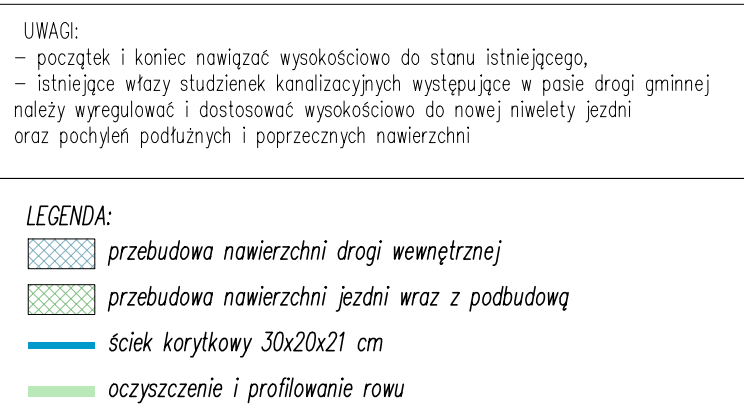 UWAGI:
– początek i koniec nawiązać wysokościowo do stanu istniejącego,
– istniejące włazy studzienek kanalizacyjnych występujące w pasie drogi gminnej
należy wyregulować i dostosować wysokościowo do nowej niwelety jezdni
oraz pochyleń podłużnych i poprzecznych nawierzchni
LEGENDA:
przebudowa nawierzchni drogi wewnętrznej
przebudowa nawierzchni jezdni wraz z podbudową
ściek korytkowy 30x20x21 cm
oczyszczenie i profilowanie rowu